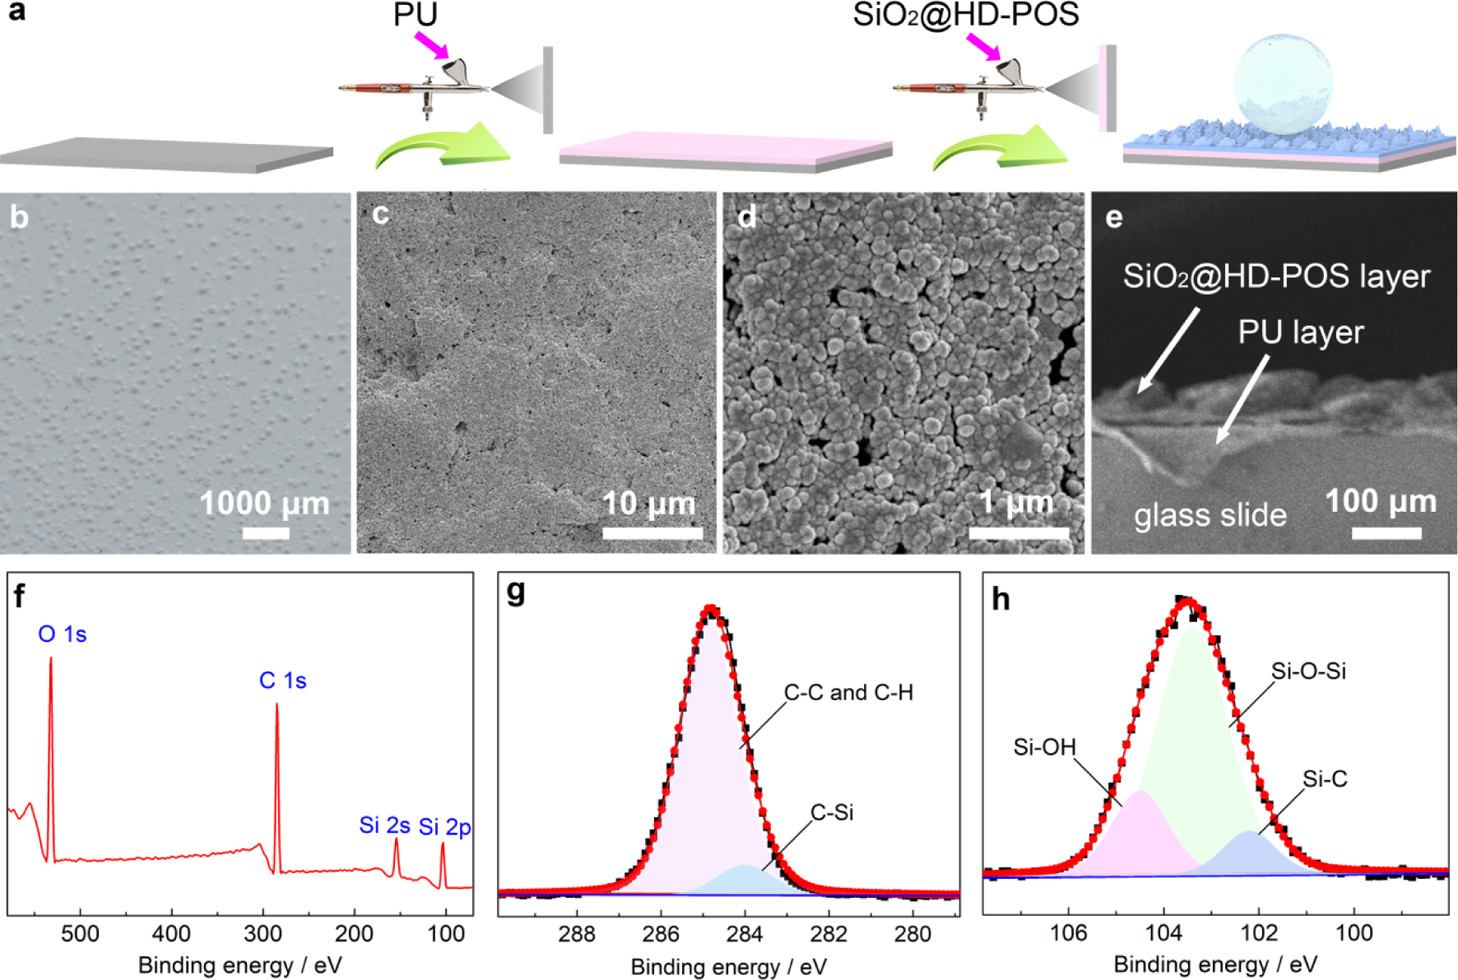 a
PU
SiO₂@HD-POS
b
1000 μm
c
10 μm
d
1 μm
e
SiO₂@HD-POS layer
PU layer
glass slide
100 μm
f
O 1s
C 1s
Si 2s
Si 2p
500
400
300
200
100
Binding energy / eV
g
C-C and C-H
C-Si
288
286
284
282
280
Binding energy / eV
h
Si-O-Si
Si-OH
Si-C
106
104
102
100
Binding energy / eV